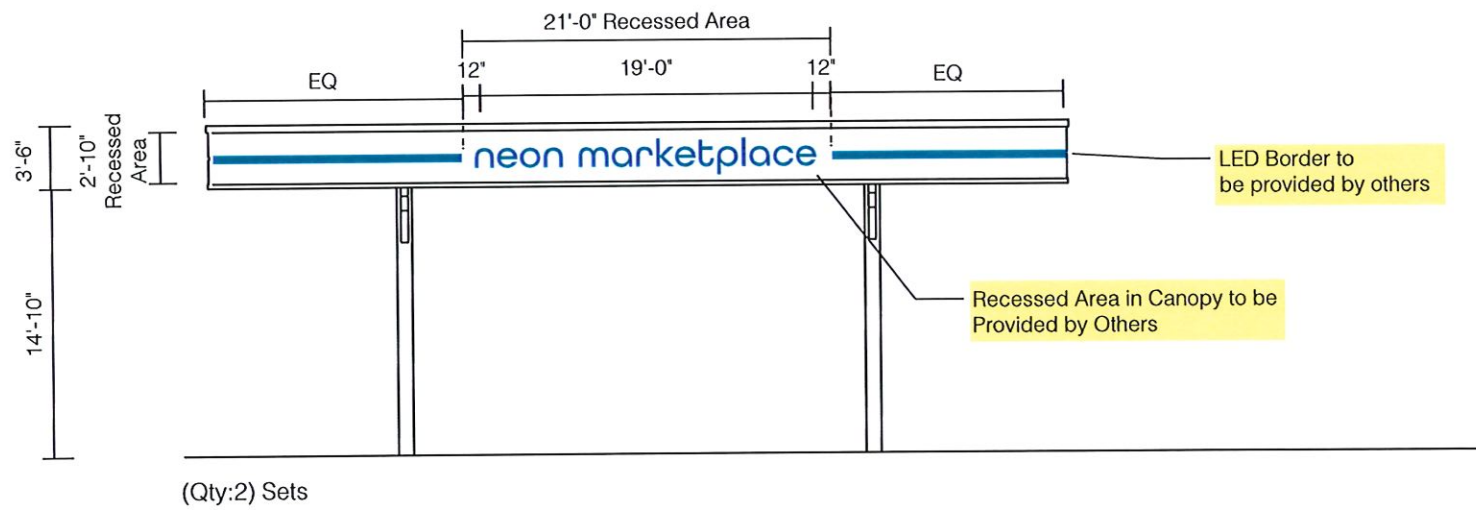 21'-0" Recessed Area
EQ
12"
19'-0"
12"
EQ
3'-6"
2'-10"
Recessed
Area
neon marketplace
LED Border to
be provided by others
14'-10"
Recessed Area in Canopy to be
Provided by Others
(Qty:2) Sets